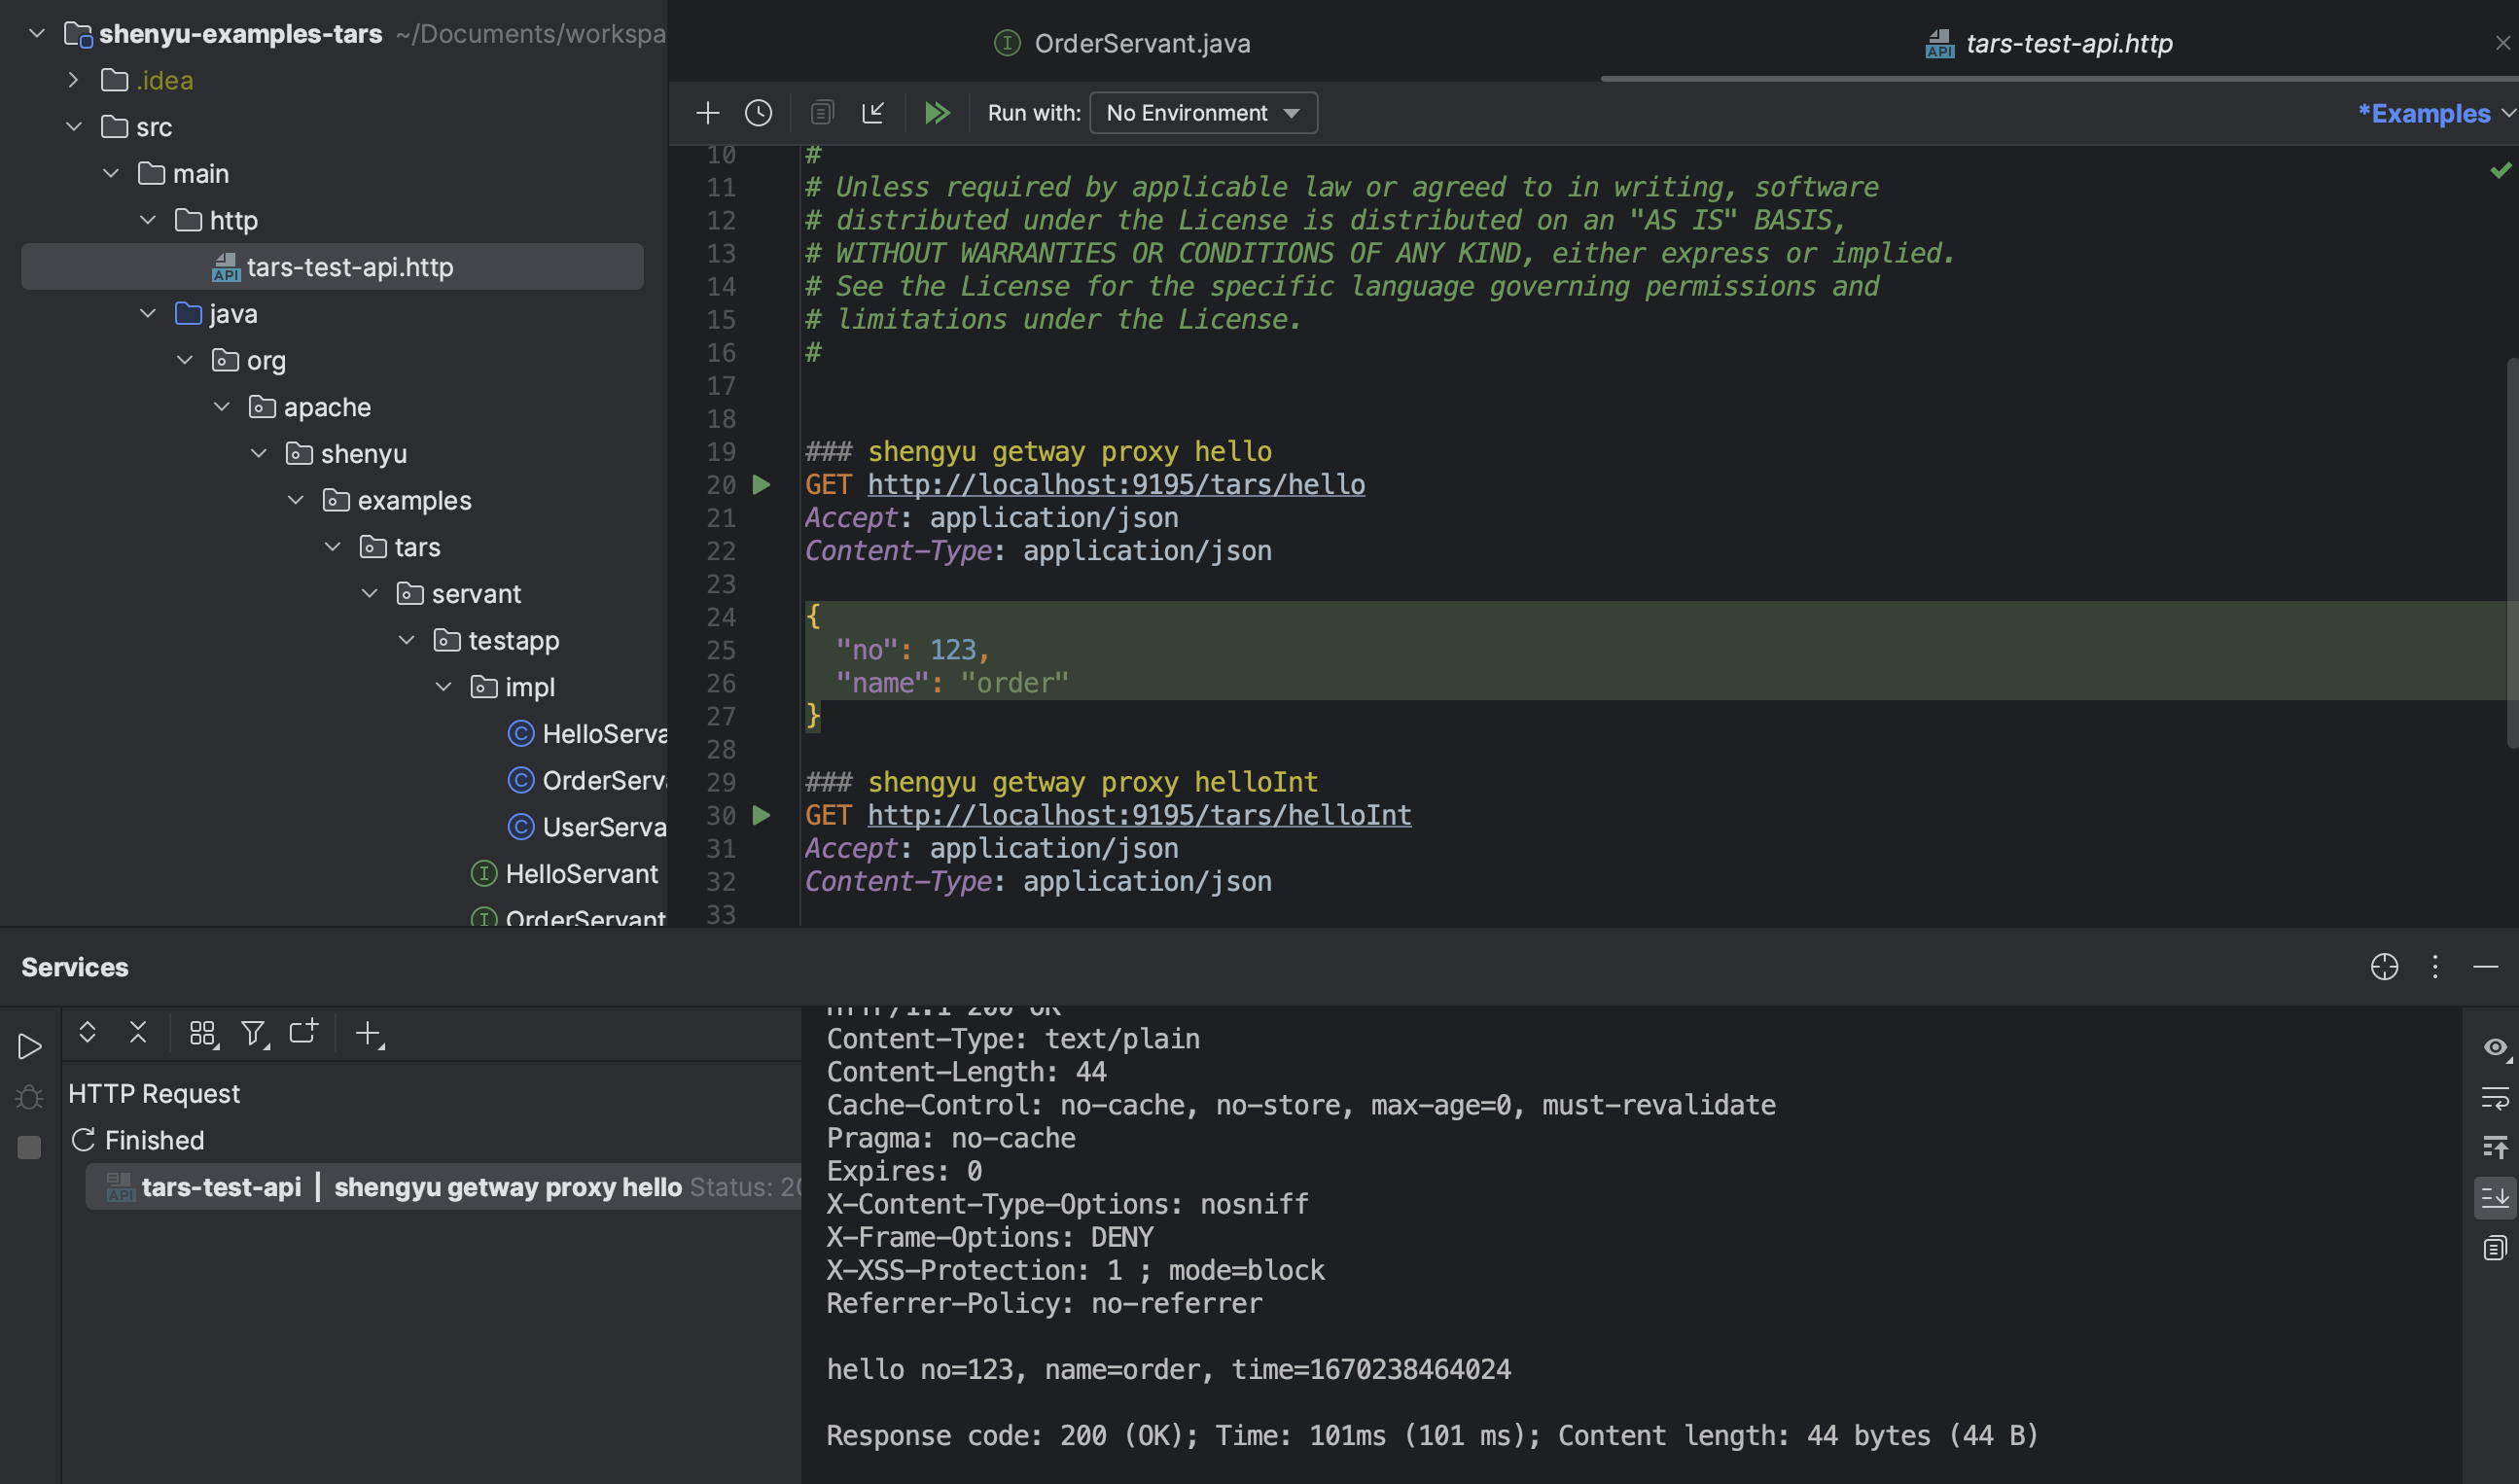 shenyu-examples-tars ~/Documents/workspa
.idea
src
main
http
tars-test-api.http
java
org
apache
shenyu
examples
tars
servant
testapp
impl
HelloServa
OrderServ
UserServa
HelloServant
OrderServant
OrderServant.java
tars-test-api.http
Run with: No Environment
*Examples
10 #
11 # Unless required by applicable law or agreed to in writing, software
12 # distributed under the License is distributed on an "AS IS" BASIS,
13 # WITHOUT WARRANTIES OR CONDITIONS OF ANY KIND, either express or implied.
14 # See the License for the specific language governing permissions and
15 # limitations under the License.
16 #
17
18
19 ### shengyu getway proxy hello
20 GET http://localhost:9195/tars/hello
21 Accept: application/json
22 Content-Type: application/json
23
24 {
25 "no": 123,
26 "name": "order"
27 }
28
29 ### shengyu getway proxy helloInt
30 GET http://localhost:9195/tars/helloInt
31 Accept: application/json
32 Content-Type: application/json
33
Services
HTTP Request
Finished
API tars-test-api | shengyu getway proxy hello Status: 20
HTTP/1.1 200 OK
Content-Type: text/plain
Content-Length: 44
Cache-Control: no-cache, no-store, max-age=0, must-revalidate
Pragma: no-cache
Expires: 0
X-Content-Type-Options: nosniff
X-Frame-Options: DENY
X-XSS-Protection: 1 ; mode=block
Referrer-Policy: no-referrer
hello no=123, name=order, time=1670238464024
Response code: 200 (OK); Time: 101ms (101 ms); Content length: 44 bytes (44 B)